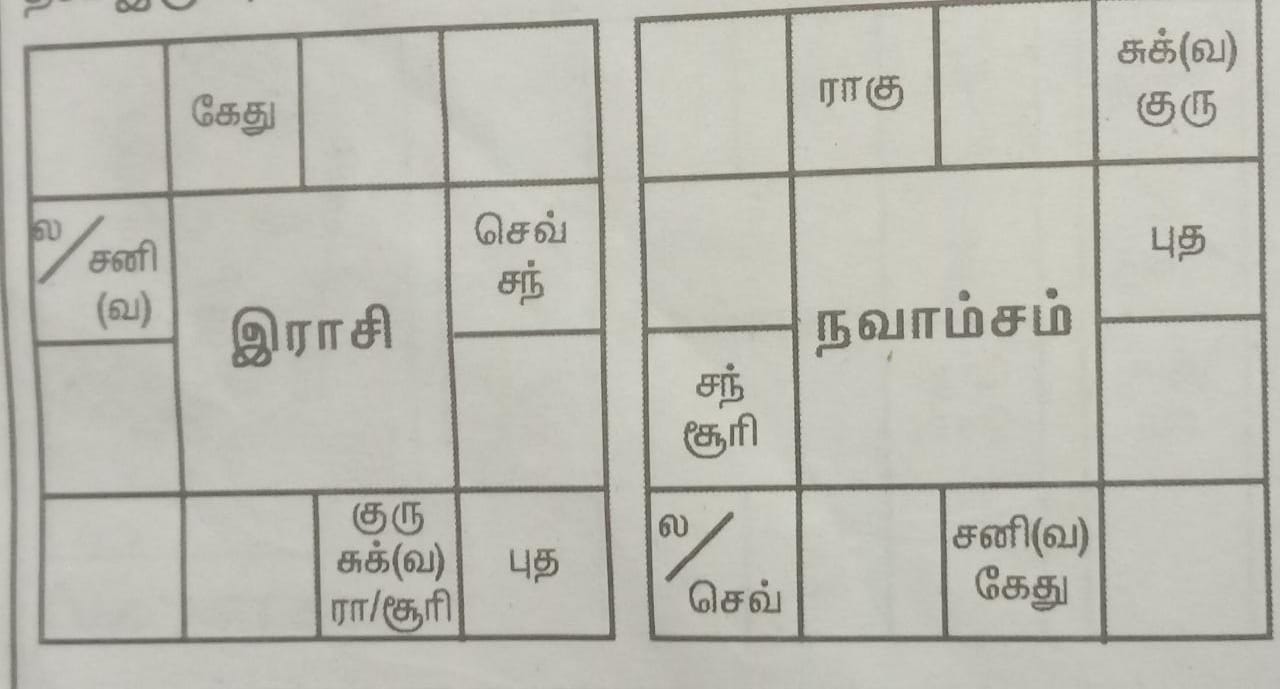 கேது
ல/சனி
(வ)
செவ்
சந்
இராசி
குரு
சுக்(வ)
ரா/சூரி
புத
ராகு
சுக்(வ)
குரு
புத
நவாம்சம்
சந்
சூரி
ல/செவ்
சனி(வ)
கேது